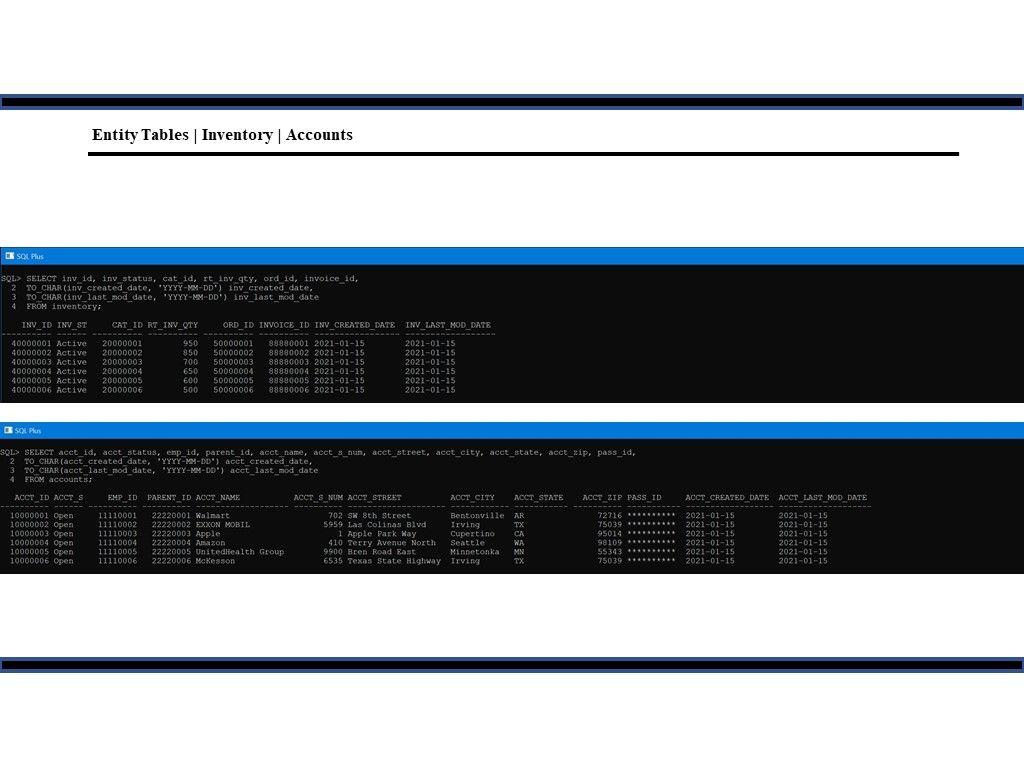 Entity Tables | Inventory | Accounts
SQL Plus
SQL> SELECT inv_id, inv_status, cat_id, rt_inv_qty, ord_id, invoice_id,
2 TO_CHAR(inv_created_date, 'YYYY-MM-DD') inv_created_date,
3 TO_CHAR(inv_last_mod_date, 'YYYY-MM-DD') inv_last_mod_date
4 FROM inventory;
INV_ID INV_ST CAT_ID RT_INV_QTY ORD_ID INVOICE_ID INV_CREATED_DATE INV_LAST_MOD_DATE
---------- ------ ---------- ---------- ---------- ---------- ----------------- ------------------
40000001 Active 20000001 950 50000001 88880001 2021-01-15 2021-01-15
40000002 Active 20000002 850 50000002 88880002 2021-01-15 2021-01-15
40000003 Active 20000003 700 50000003 88880003 2021-01-15 2021-01-15
40000004 Active 20000004 650 50000004 88880004 2021-01-15 2021-01-15
40000005 Active 20000005 600 50000005 88880005 2021-01-15 2021-01-15
40000006 Active 20000006 500 50000006 88880006 2021-01-15 2021-01-15
SQL Plus
SQL> SELECT acct_id, acct_status, emp_id, parent_id, acct_name, acct_s_num, acct_street, acct_city, acct_state, acct_zip, pass_id,
2 TO_CHAR(acct_created_date, 'YYYY-MM-DD') acct_created_date,
3 TO_CHAR(acct_last_mod_date, 'YYYY-MM-DD') acct_last_mod_date
4 FROM accounts;
ACCT_ID ACCT_S EMP_ID PARENT_ID ACCT_NAME ACCT_S_NUM ACCT_STREET ACCT_CITY ACCT_STATE ACCT_ZIP PASS_ID ACCT_CREATED_DATE ACCT_LAST_MOD_DATE
---------- ------ ---------- ---------- -------------------- ---------- -------------------- ------------ ---------- ---------- ---------- ----------------- -------------------
10000001 Open 11110001 22220001 Walmart 702 SW 8th Street Bentonville AR 72716 ********** 2021-01-15 2021-01-15
10000002 Open 11110002 22220002 EXXON MOBIL 5959 Las Colinas Blvd Irving TX 75039 ********** 2021-01-15 2021-01-15
10000003 Open 11110003 22220003 Apple 1 Apple Park Way Cupertino CA 95014 ********** 2021-01-15 2021-01-15
10000004 Open 11110004 22220004 Amazon 410 Terry Avenue North Seattle WA 98109 ********** 2021-01-15 2021-01-15
10000005 Open 11110005 22220005 UnitedHealth Group 9900 Bren Road East Minnetonka MN 55343 ********** 2021-01-15 2021-01-15
10000006 Open 11110006 22220006 McKesson 6535 Texas State Highway Irving TX 75039 ********** 2021-01-15 2021-01-15